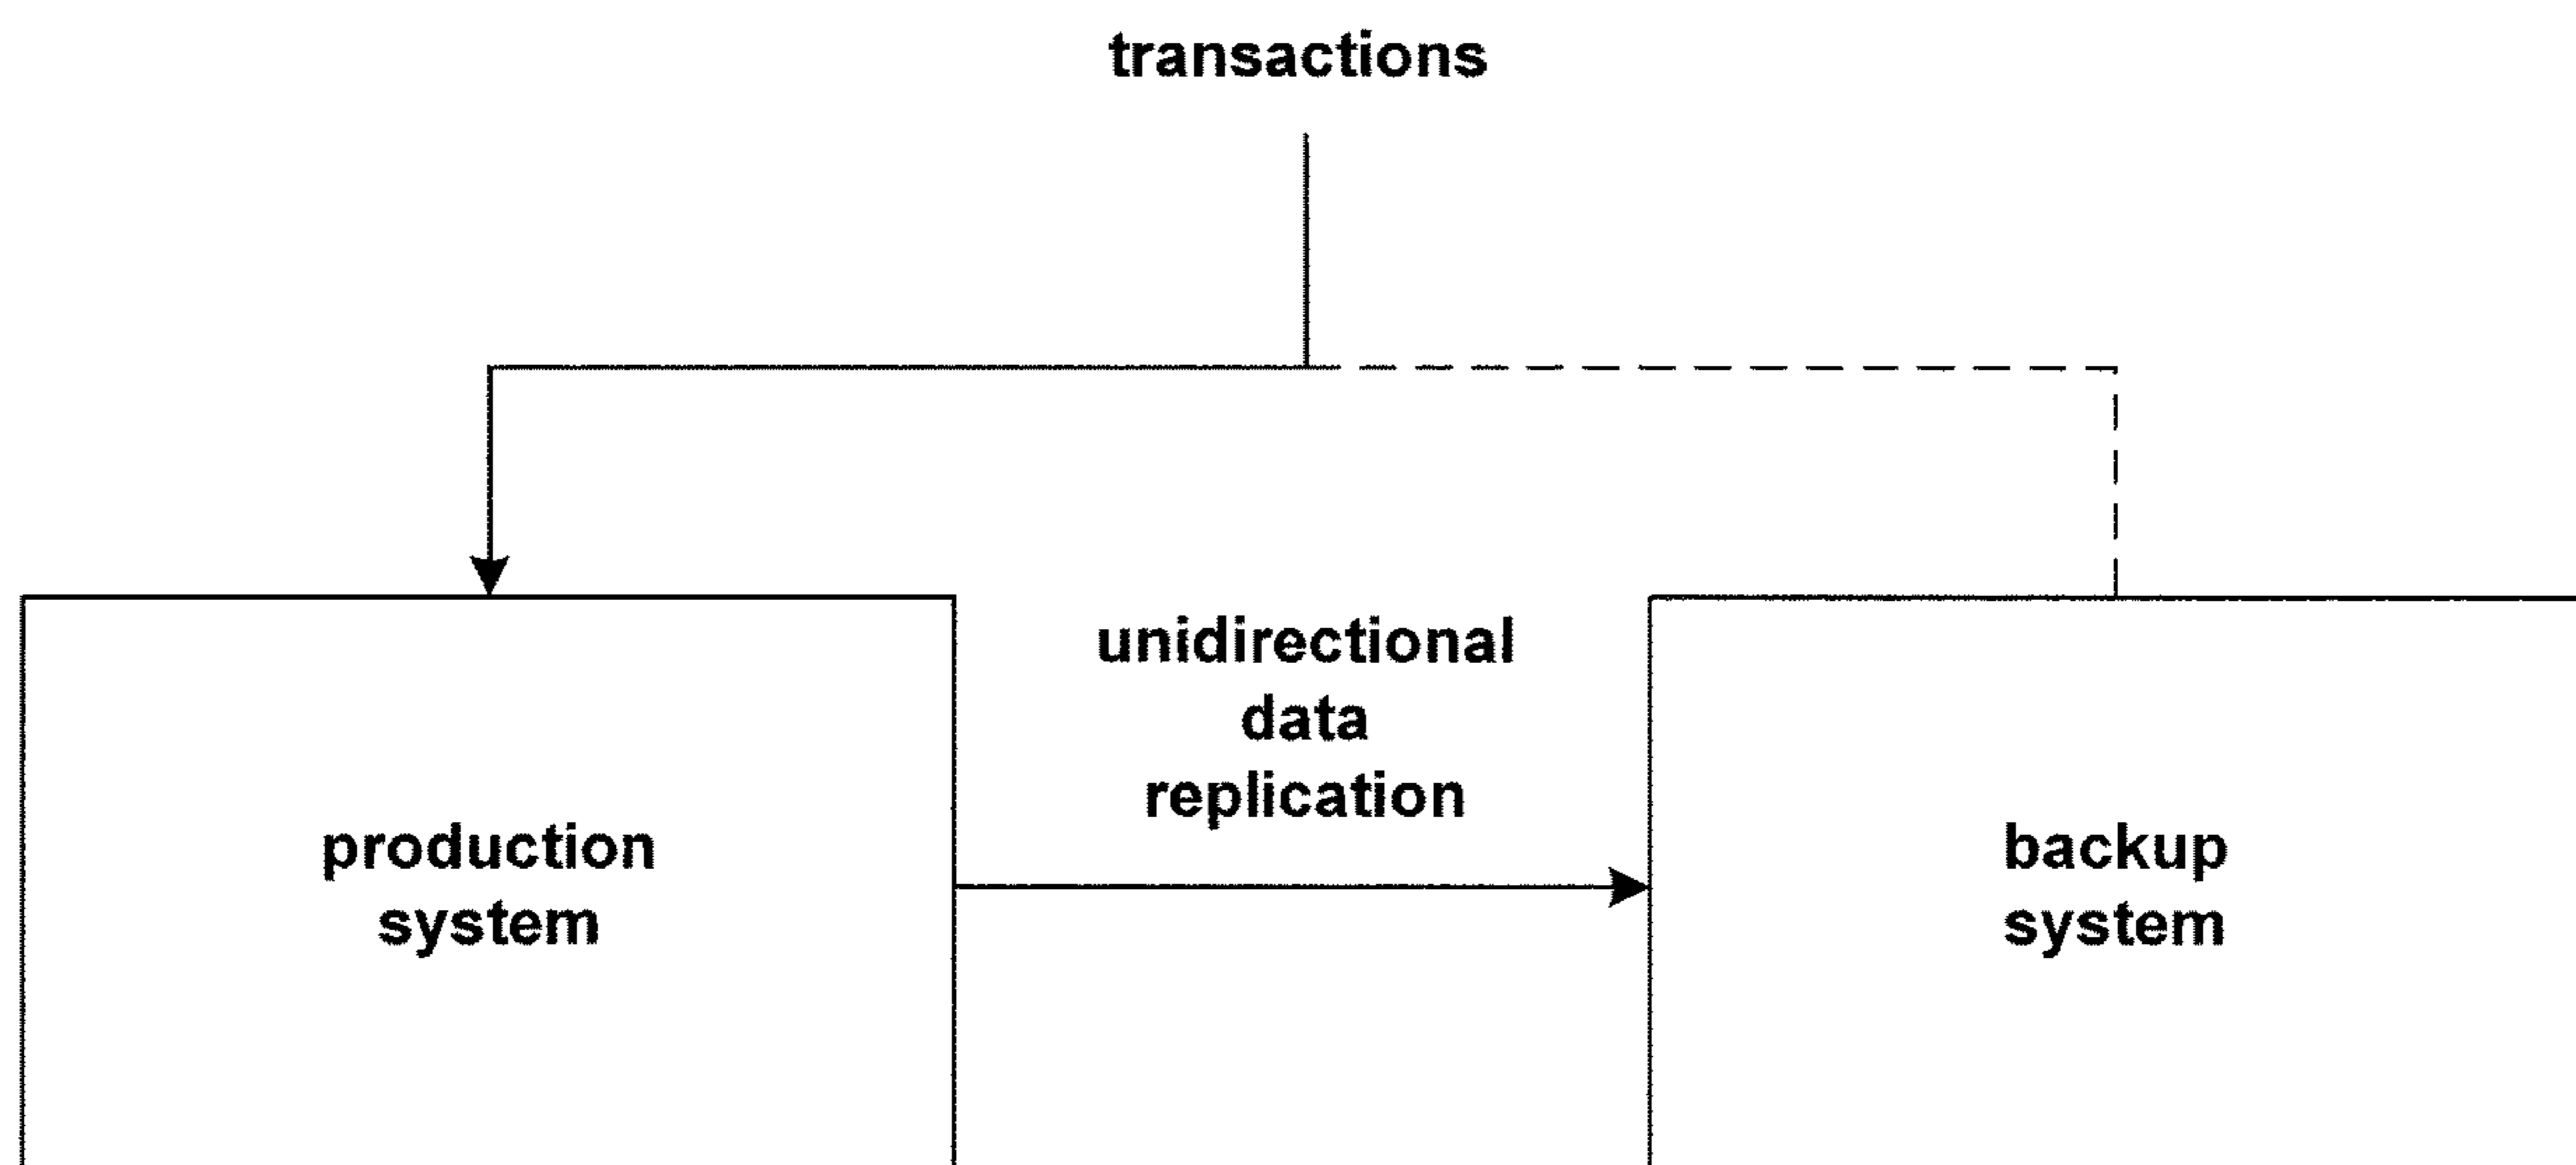 transactions
unidirectional
data
replication
production
system
backup
system